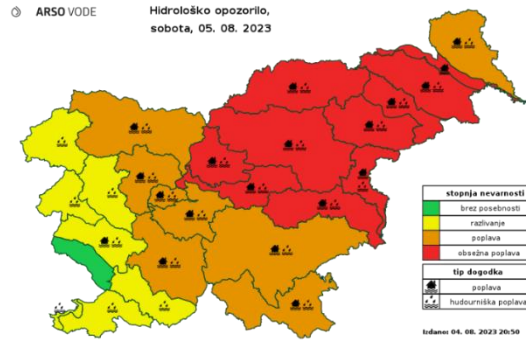 ARSO VODE
Hidrološko opozorilo,
sobota, 05. 08. 2023
stopnja nevarnosti
brez posebnosti
razlivanje
poplava
obsežna poplava
tip dogodka
poplava
hudourniška poplava
Izdano: 04. 08. 2023 20:50